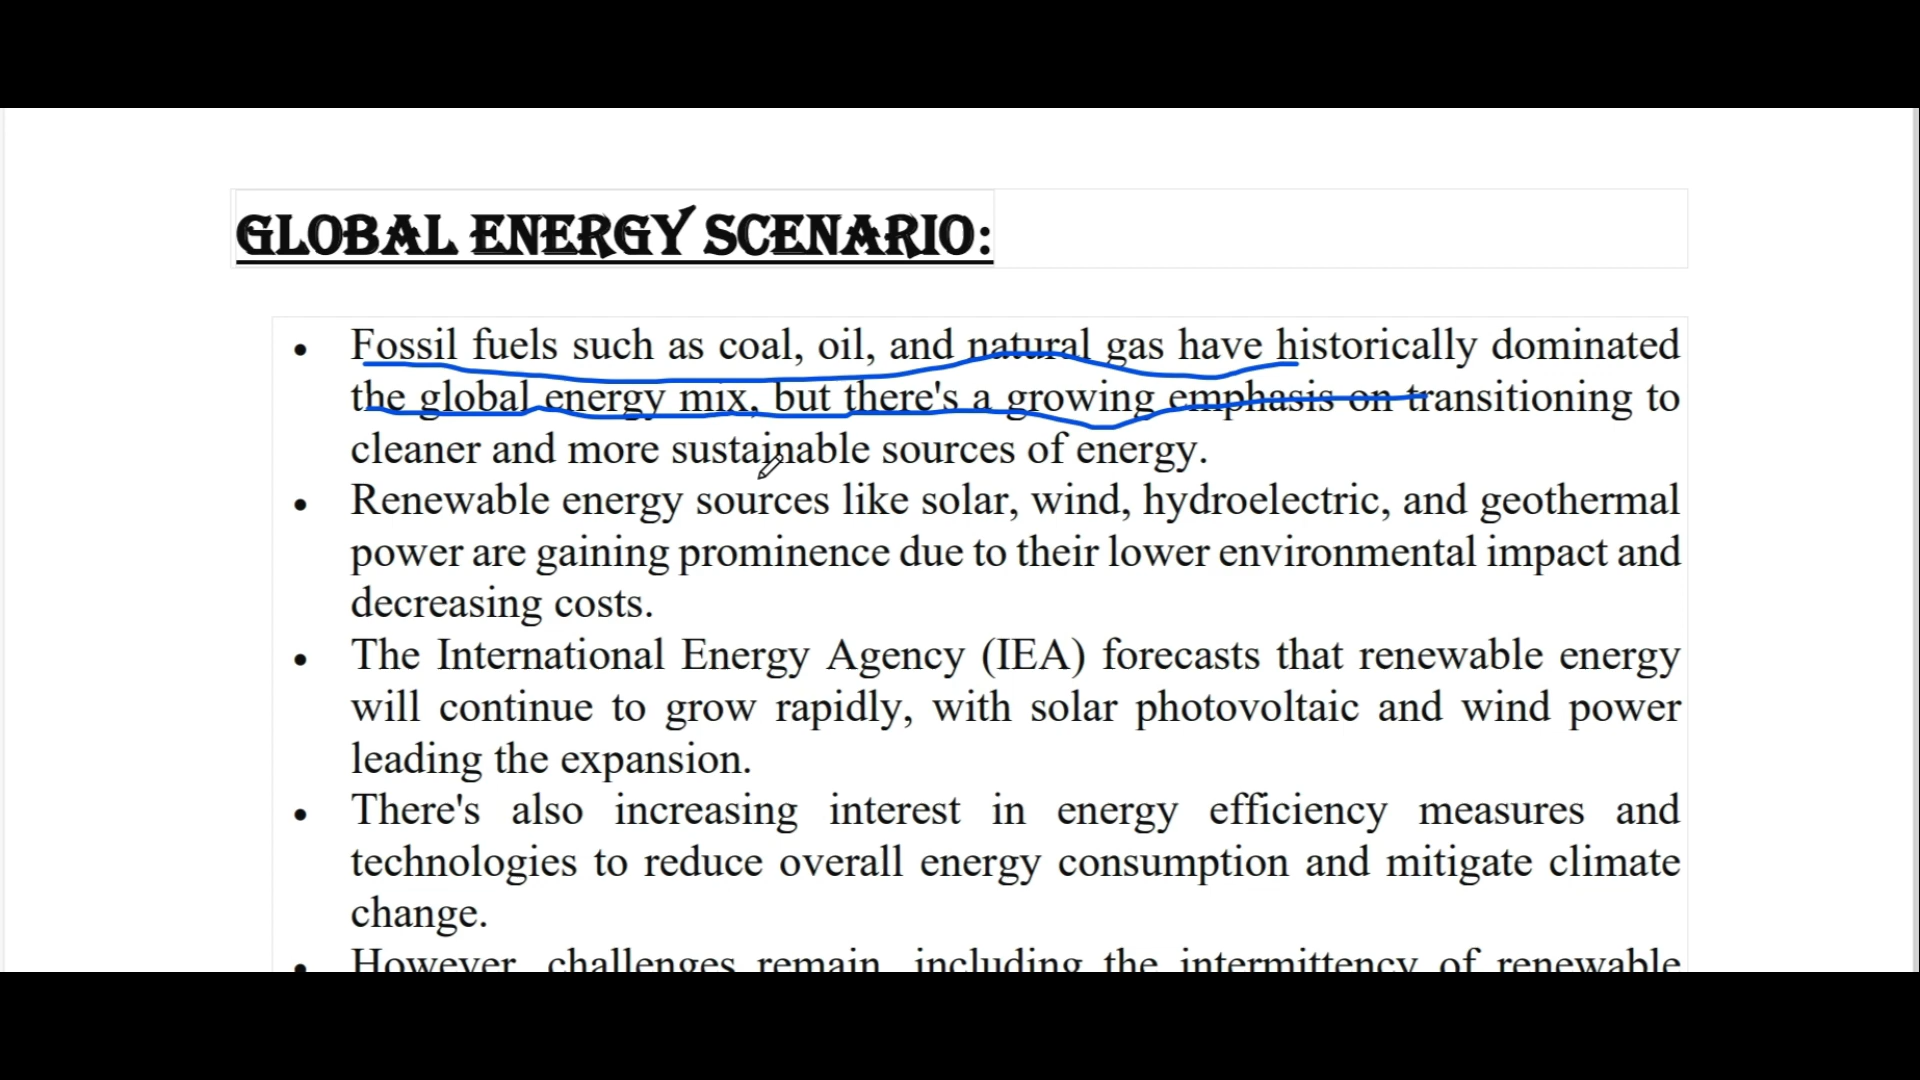 GLOBAL ENERGY SCENARIO:
• Fossil fuels such as coal, oil, and natural gas have historically dominated
the global energy mix, but there's a growing emphasis on transitioning to
cleaner and more sustainable sources of energy.
• Renewable energy sources like solar, wind, hydroelectric, and geothermal
power are gaining prominence due to their lower environmental impact and
decreasing costs.
• The International Energy Agency (IEA) forecasts that renewable energy
will continue to grow rapidly, with solar photovoltaic and wind power
leading the expansion.
• There's also increasing interest in energy efficiency measures and
technologies to reduce overall energy consumption and mitigate climate
change.
• However, challenges remain, including the intermittency of renewable